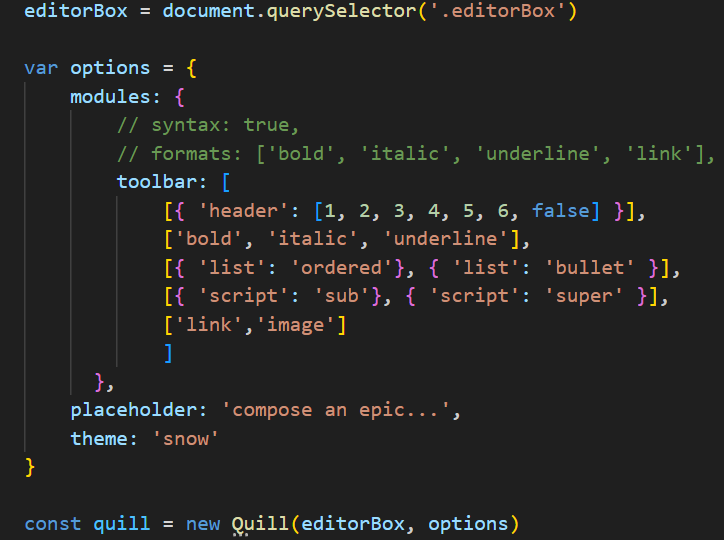 editorBox = document.querySelector('.editorBox')
var options = {
modules: {
// syntax: true,
// formats: ['bold', 'italic', 'underline', 'link'],
toolbar: [
[{ 'header': [1, 2, 3, 4, 5, 6, false] }],
['bold', 'italic', 'underline'],
[{ 'list': 'ordered'}, { 'list': 'bullet' }],
[{ 'script': 'sub'}, { 'script': 'super' }],
['link','image']
]
},
placeholder: 'compose an epic...',
theme: 'snow'
}
const quill = new Quill(editorBox, options)